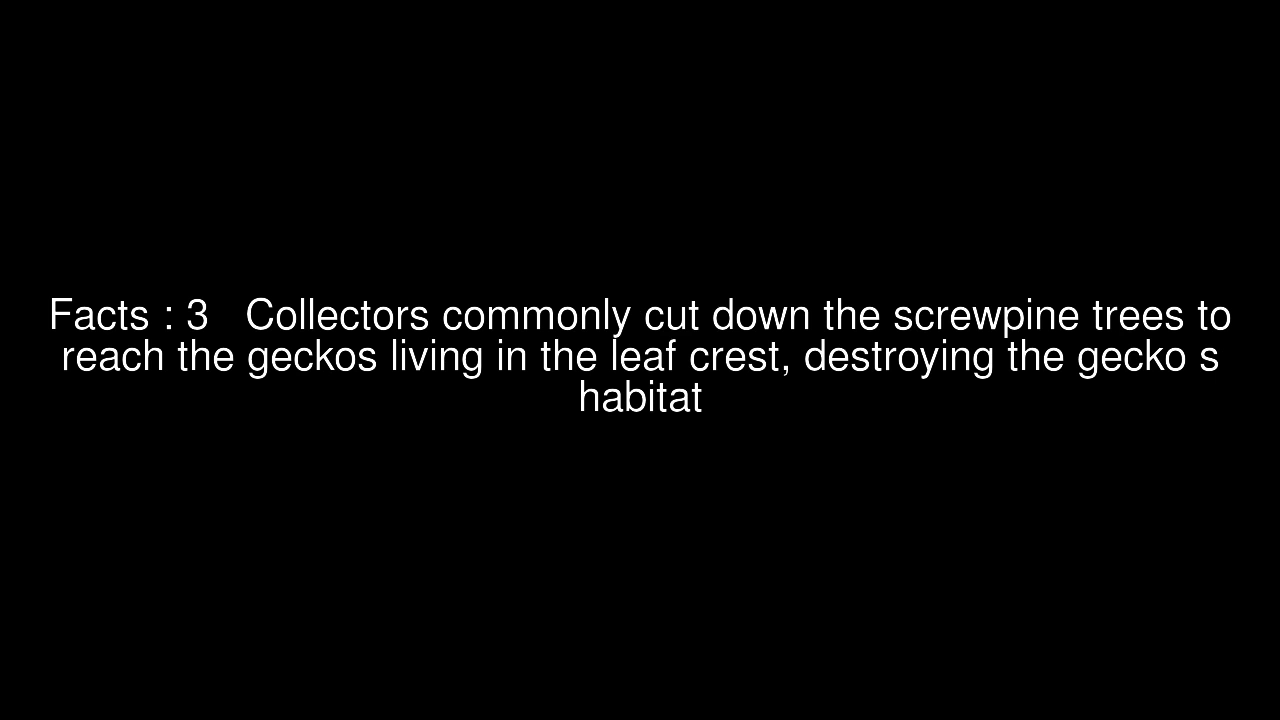 Facts : 3   Collectors commonly cut down the screwpine trees to
reach the geckos living in the leaf crest, destroying the gecko s
habitat